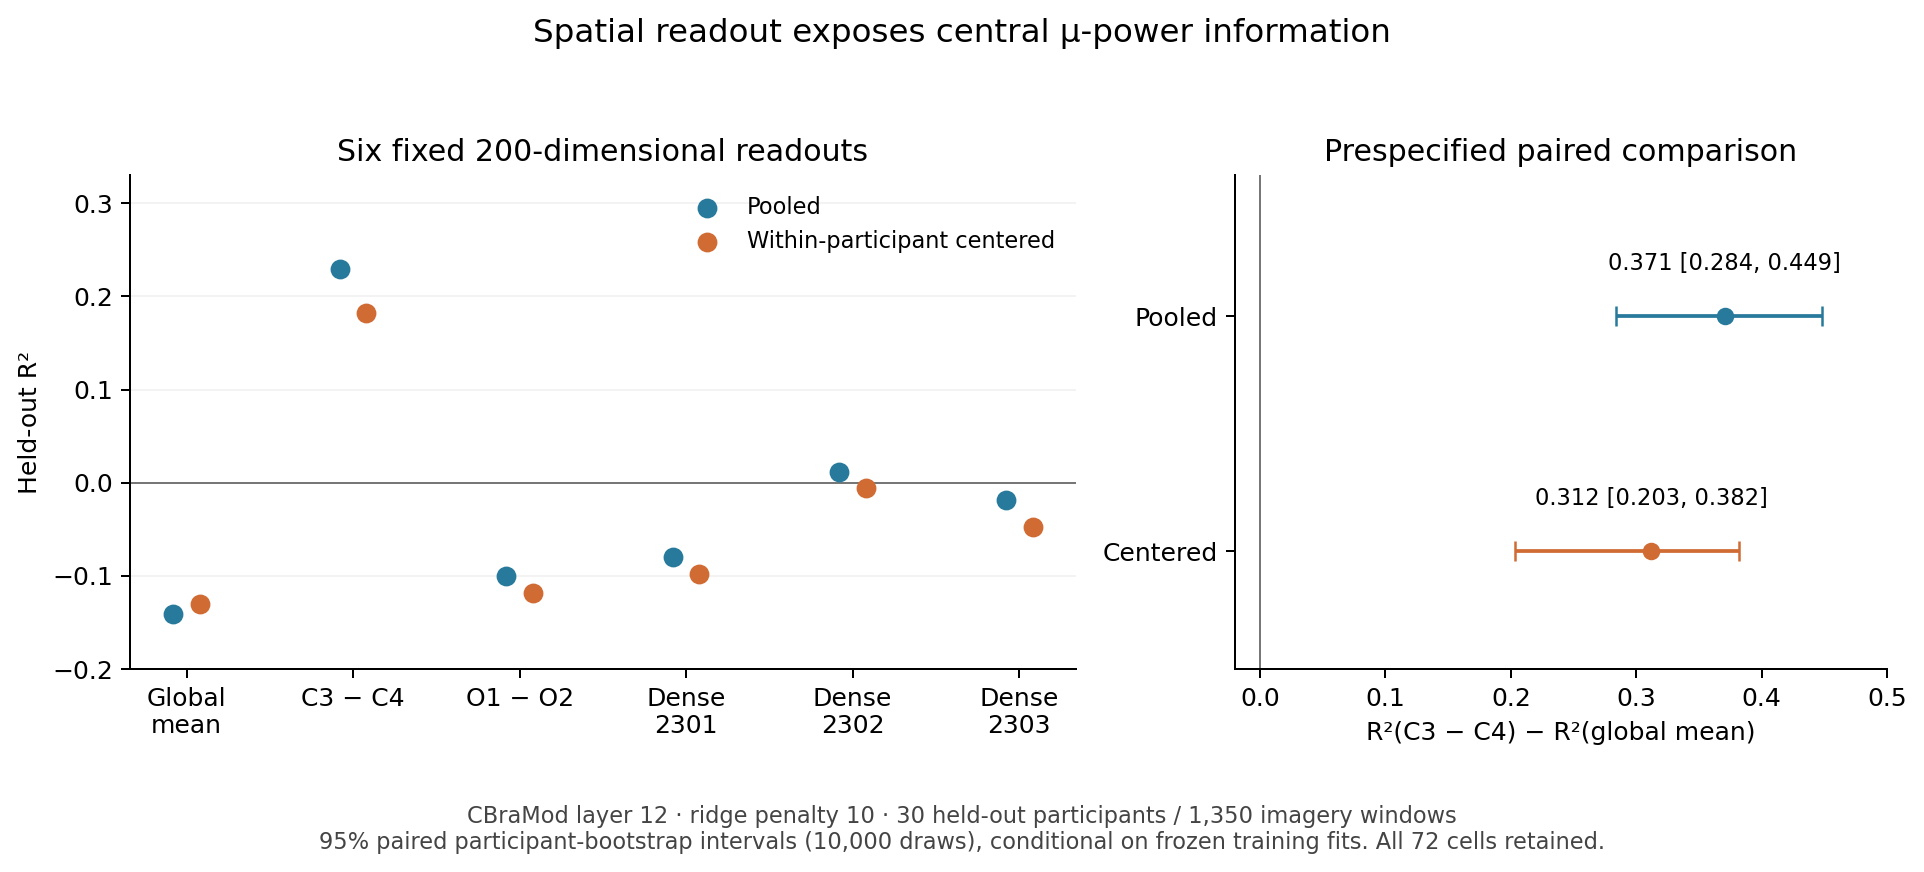 Spatial readout exposes central µ-power information
Six fixed 200-dimensional readouts
Held-out R²
0.3
0.2
0.1
0.0
−0.1
−0.2
Pooled
Within-participant centered
Global
mean
C3 − C4
O1 − O2
Dense
2301
Dense
2302
Dense
2303
Prespecified paired comparison
Pooled
Centered
0.371 [0.284, 0.449]
0.312 [0.203, 0.382]
0.0
0.1
0.2
0.3
0.4
0.5
R²(C3 − C4) − R²(global mean)
CBraMod layer 12 · ridge penalty 10 · 30 held-out participants / 1,350 imagery windows
95% paired participant-bootstrap intervals (10,000 draws), conditional on frozen training fits. All 72 cells retained.